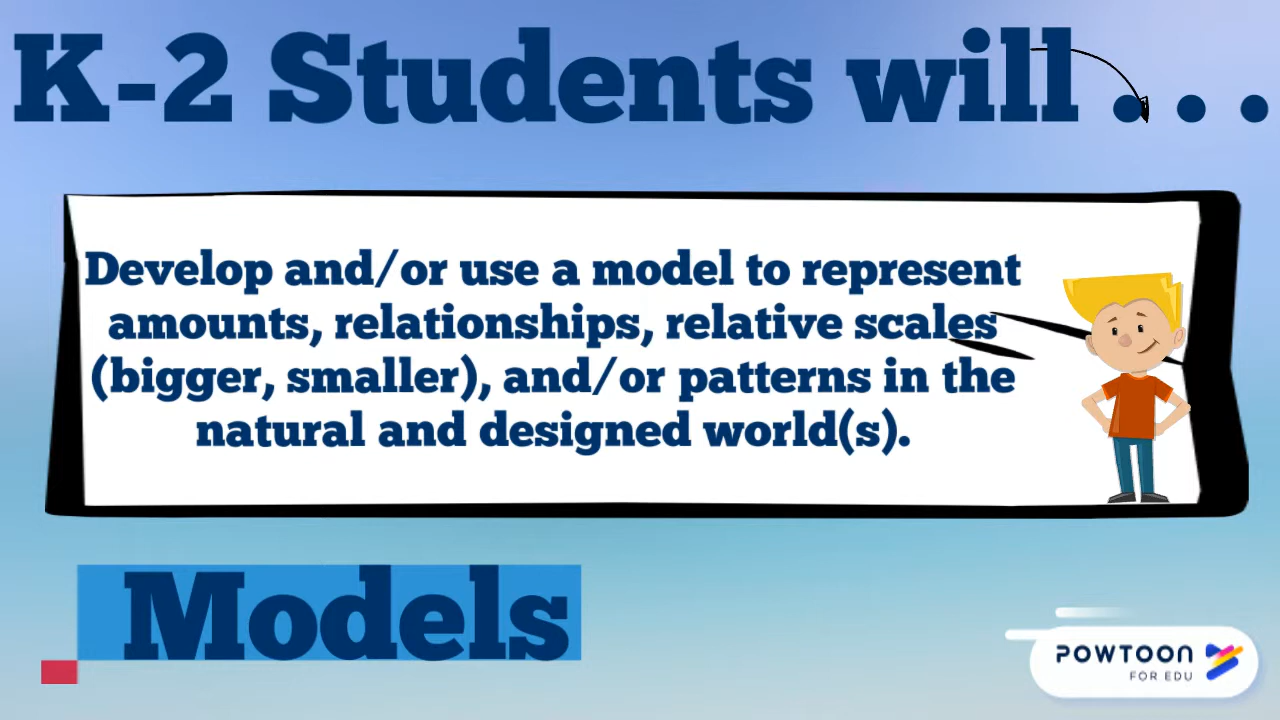 K-2 Students will . . .
Develop and/or use a model to represent
amounts, relationships, relative scales
(bigger, smaller), and/or patterns in the
natural and designed world(s).
Models
POWTOON
FOR EDU